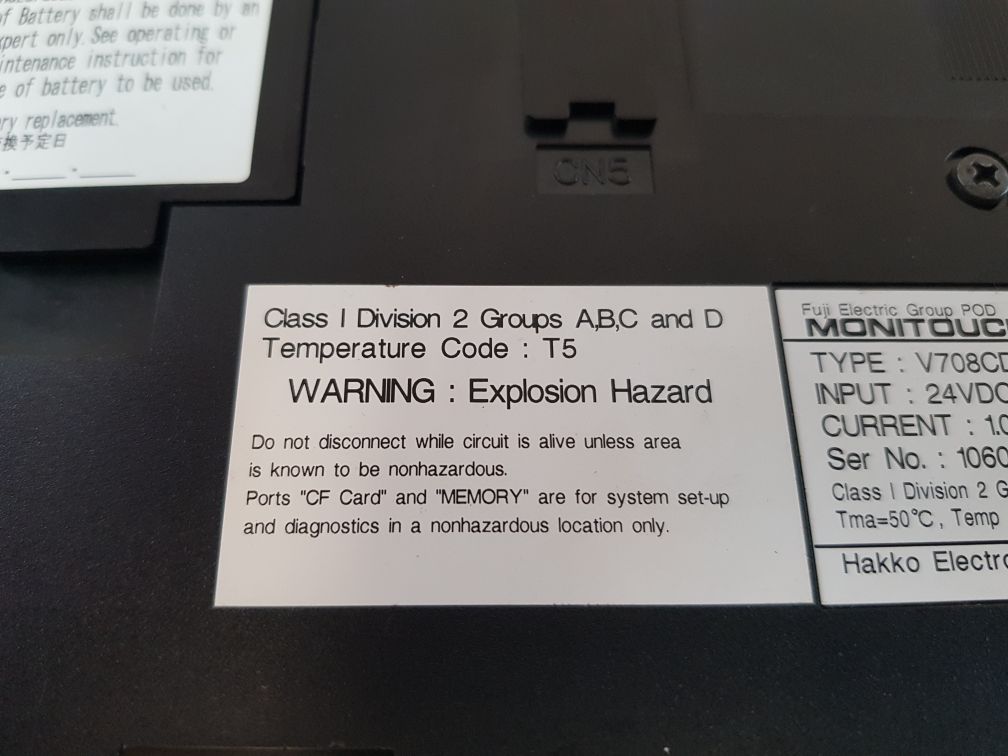 of Battery shall be done by an
expert only. See operating or
maintenance instruction for
of battery to be used.
replacement.
交換予定日
CN5
Class I Division 2 Groups A,B,C and D
Temperature Code : T5
WARNING : Explosion Hazard
Do not disconnect while circuit is alive unless area
is known to be nonhazardous.
Ports "CF Card" and "MEMORY" are for system set-up
and diagnostics in a nonhazardous location only.
Fuji Electric Group POD
MONITOUCH
TYPE : V708CD
INPUT : 24VDC
CURRENT : 1.0
Ser No. : 1060
Class I Division 2 G
Tma=50°C, Temp
Hakko Electro